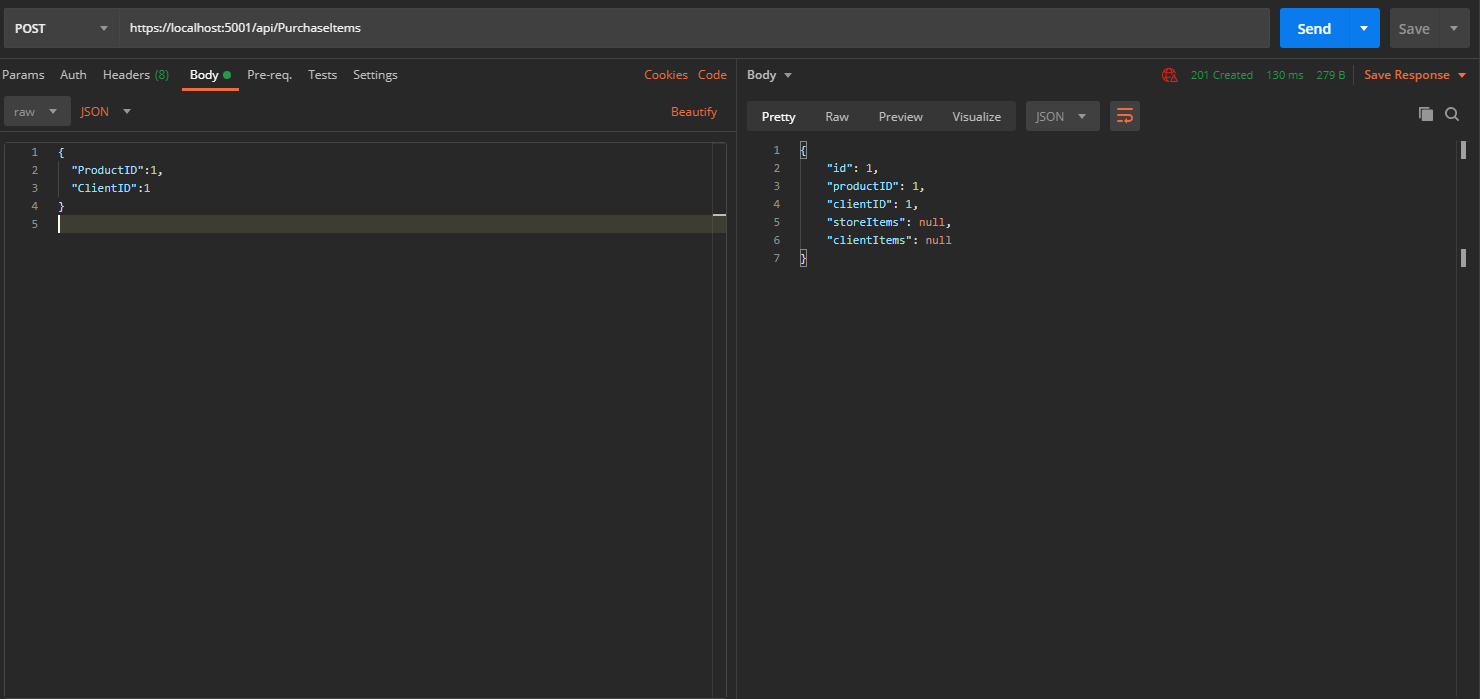 POST https://localhost:5001/api/PurchaseItems Send Save
Params Auth Headers (8) Body Pre-req. Tests Settings Cookies Code
raw JSON Beautify
1 {
2 "ProductID":1,
3 "ClientID":1
4 }
5
Body 201 Created 130 ms 279 B Save Response
Pretty Raw Preview Visualize JSON
1 {
2 "id": 1,
3 "productID": 1,
4 "clientID": 1,
5 "storeItems": null,
6 "clientItems": null
7 }